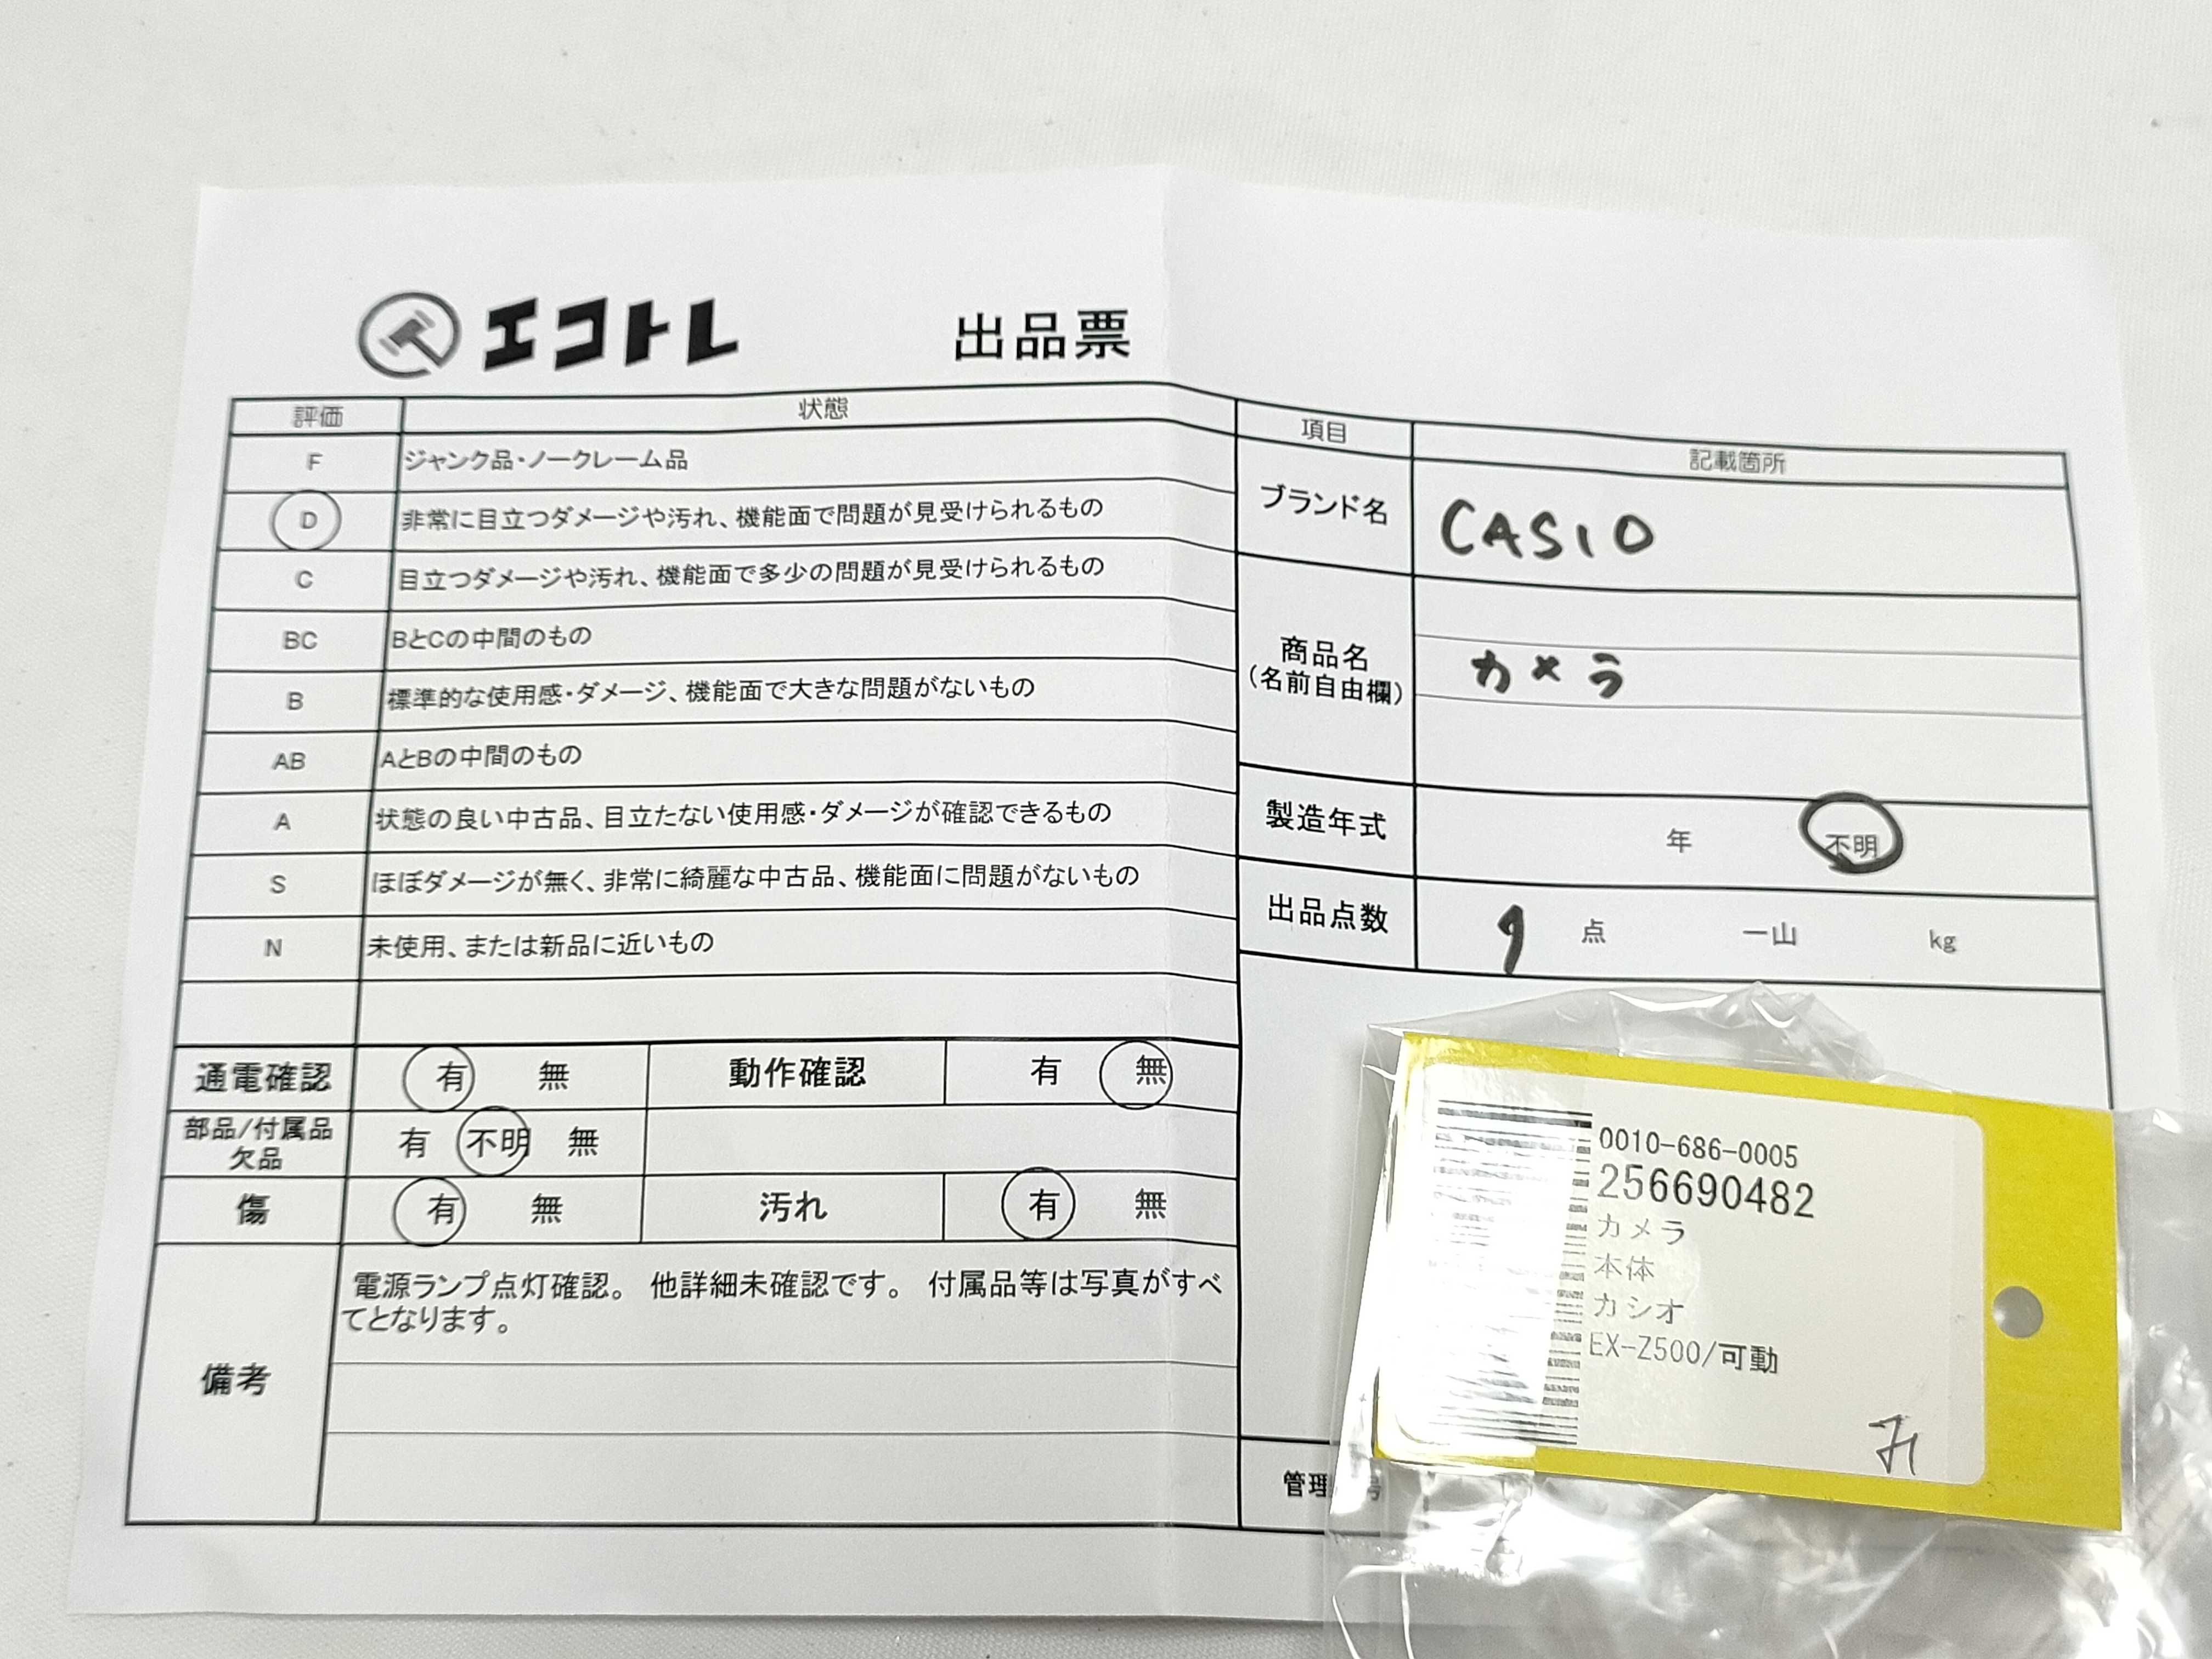 エコトレ 出品票
評価 状態
F ジャンク品・ノークレーム品
D 非常に目立つダメージや汚れ、機能面で問題が見受けられるもの
C 目立つダメージや汚れ、機能面で多少の問題が見受けられるもの
BC BとCの中間のもの
B 標準的な使用感・ダメージ、機能面で大きな問題がないもの
AB AとBの中間のもの
A 状態の良い中古品、目立たない使用感・ダメージが確認できるもの
S ほぼダメージが無く、非常に綺麗な中古品、機能面に問題がないもの
N 未使用、または新品に近いもの
通電確認 有 無 動作確認 有 無
部品/付属品
欠品 有 不明 無
傷 有 無 汚れ 有 無
備考
電源ランプ点灯確認。 他詳細未確認です。 付属品等は写真がすべ
てとなります。
項目 記載箇所
ブランド名 CASIO
商品名
(名前自由欄)
カメラ
製造年式 年 不明
出品点数 点 一山 kg
管理 号
0010-686-0005
256690482
カメラ
本体
カシオ
EX-Z500/可動